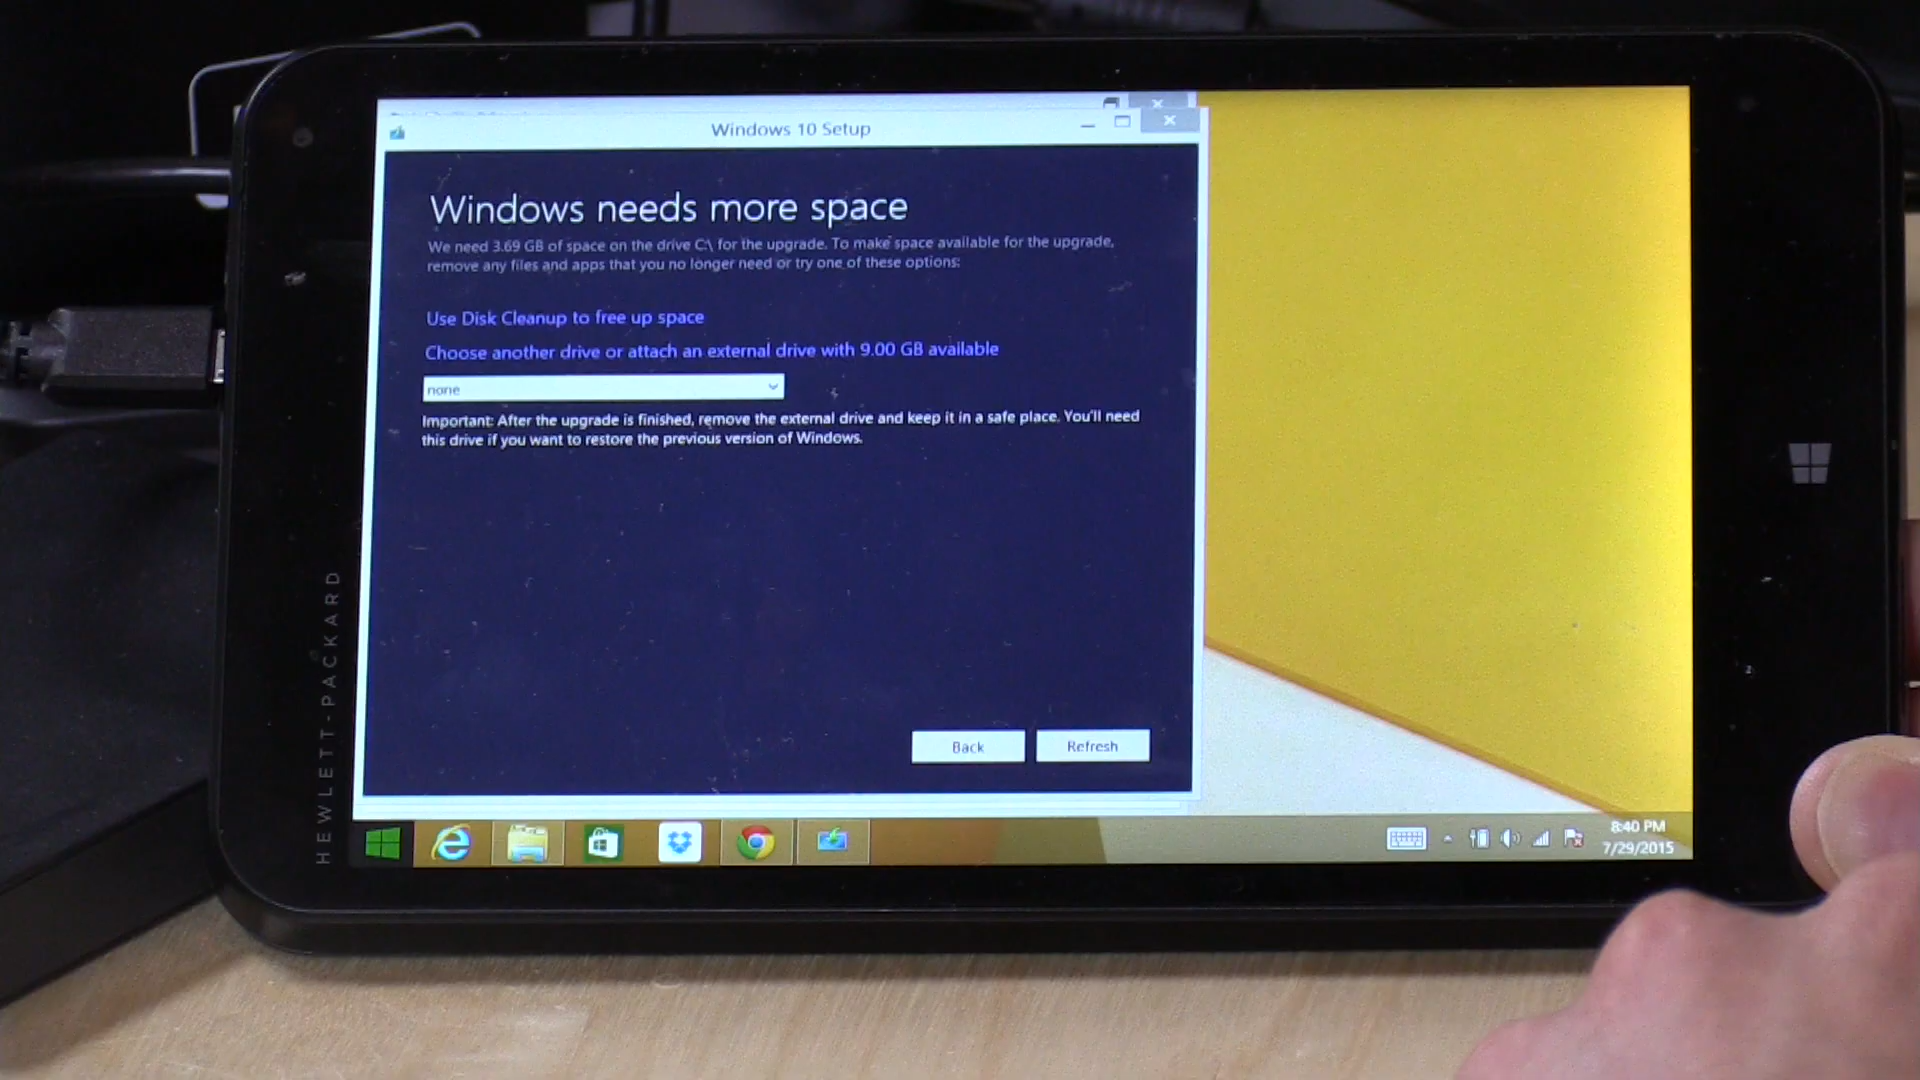 Windows 10 Setup
Windows needs more space
We need 3.69 GB of space on the drive C:\ for the upgrade. To make space available for the upgrade,
remove any files and apps that you no longer need or try one of these options:
Use Disk Cleanup to free up space
Choose another drive or attach an external drive with 9.00 GB available
none
Important: After the upgrade is finished, remove the external drive and keep it in a safe place. You'll need
this drive if you want to restore the previous version of Windows.
Back
Refresh
HEWLETT-PACKARD
8:40 PM
7/29/2015